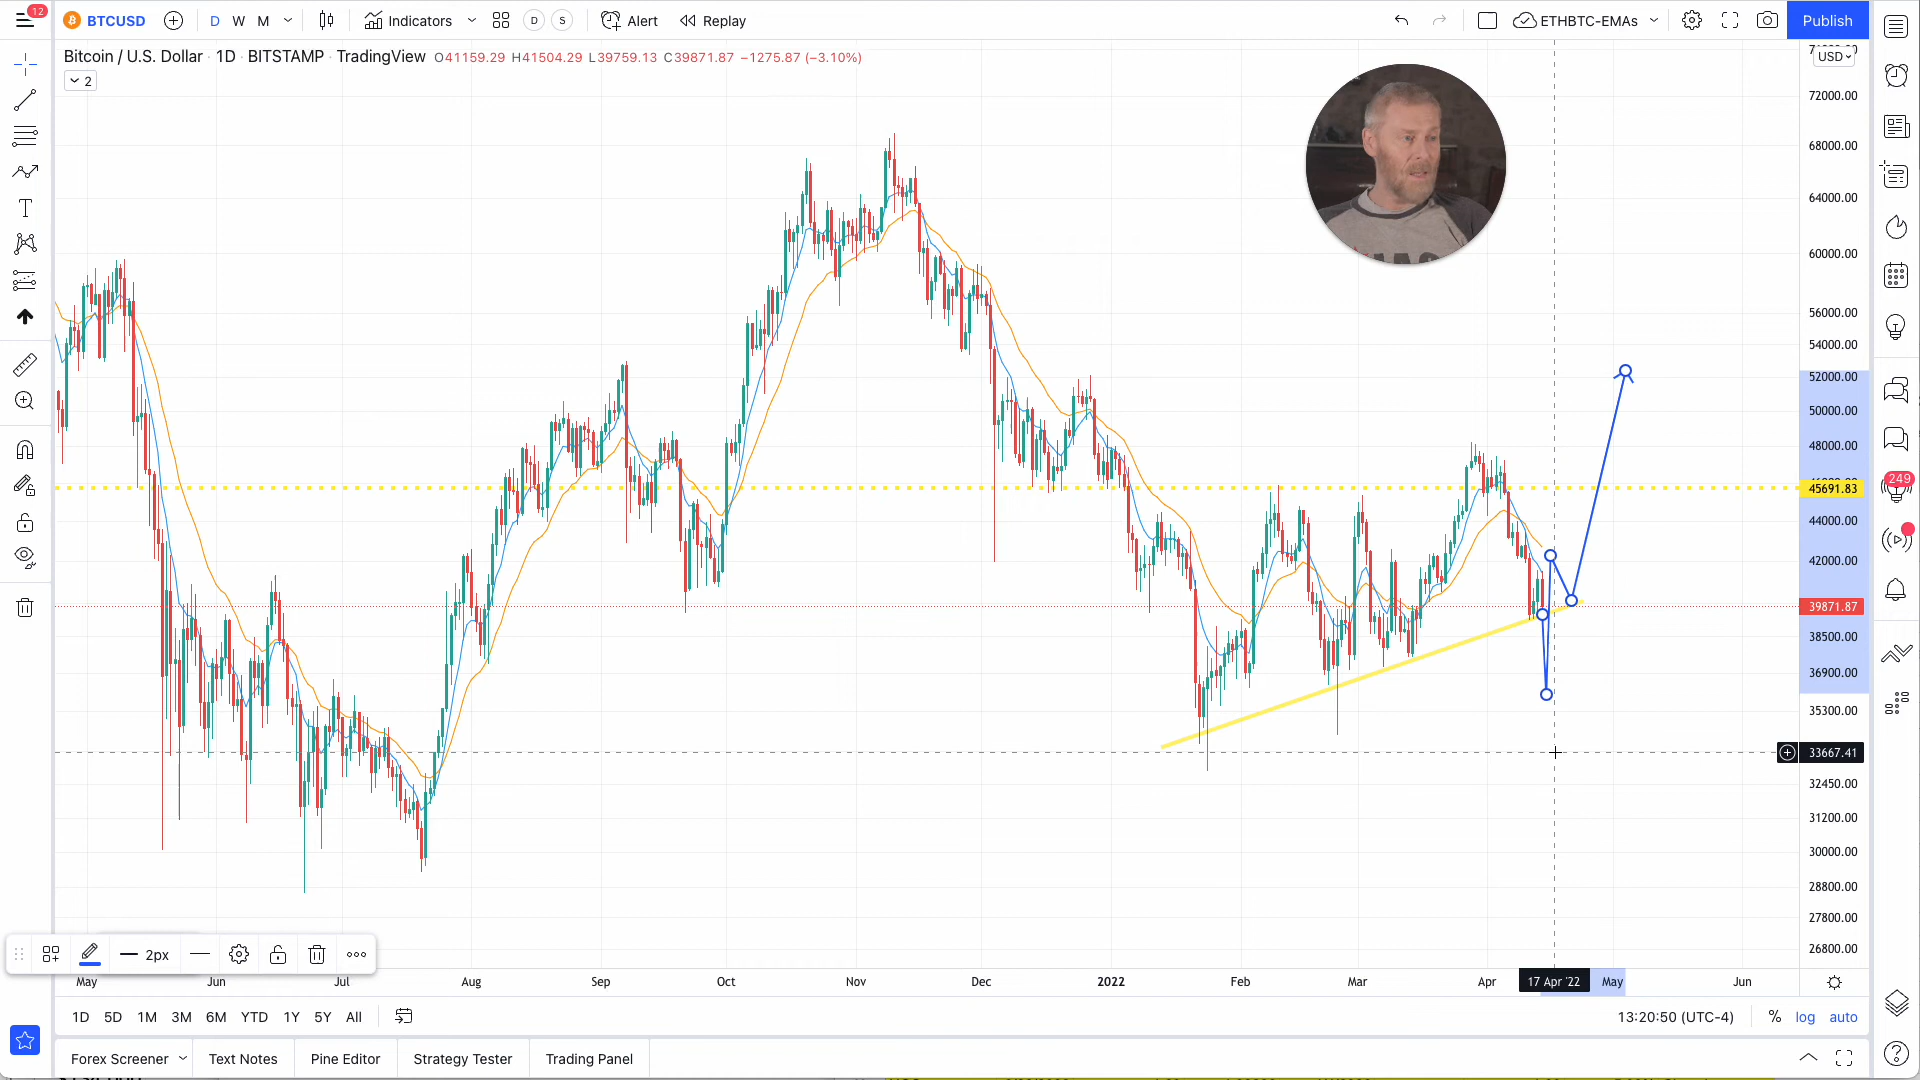 12
BTCUSD
D W M
Indicators
D
S
Alert
Replay
ETHBTC-EMAs
Publish
Bitcoin / U.S. Dollar · 1D · BITSTAMP · TradingView O41159.29 H41504.29 L39759.13 C39871.87 −1275.87 (−3.10%)
2
USD
72000.00
68000.00
64000.00
60000.00
56000.00
54000.00
52000.00
50000.00
48000.00
45691.83
44000.00
42000.00
39871.87
38500.00
36900.00
35300.00
33667.41
32450.00
31200.00
30000.00
28800.00
27800.00
26800.00
249
2px
May Jun Jul Aug Sep Oct Nov Dec 2022 Feb Mar Apr 17 Apr '22 May Jun
1D 5D 1M 3M 6M YTD 1Y 5Y All
13:20:50 (UTC-4) % log auto
Forex Screener Text Notes Pine Editor Strategy Tester Trading Panel